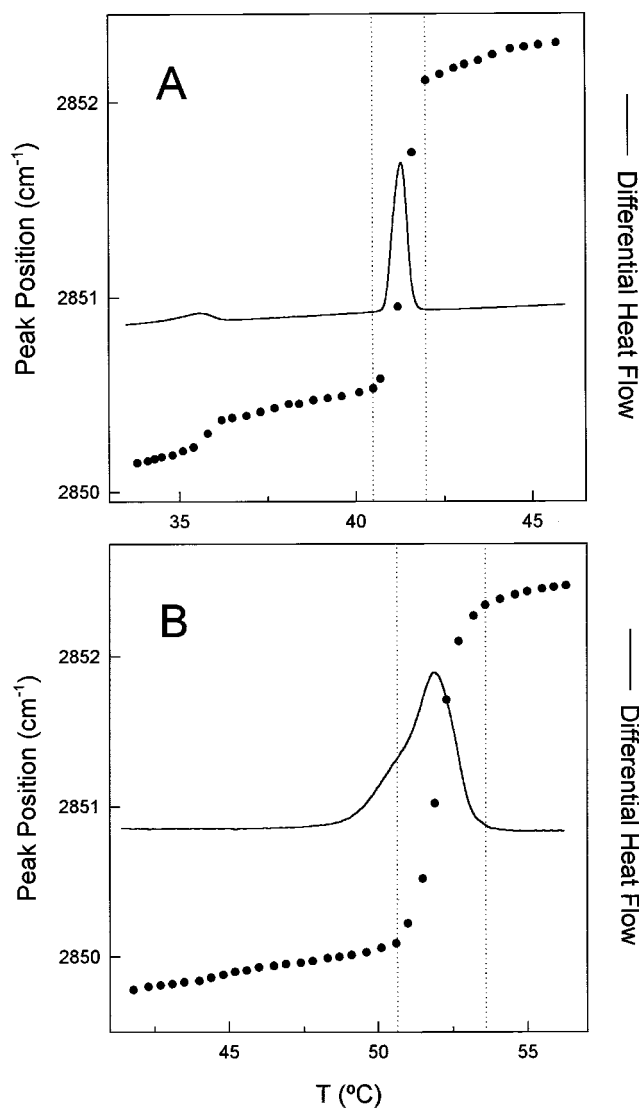 A
2852
2851
2850
Peak Position (cm⁻¹)
35
40
45
Differential Heat Flow
B
2852
2851
2850
Peak Position (cm⁻¹)
45
50
55
T (ºC)
Differential Heat Flow